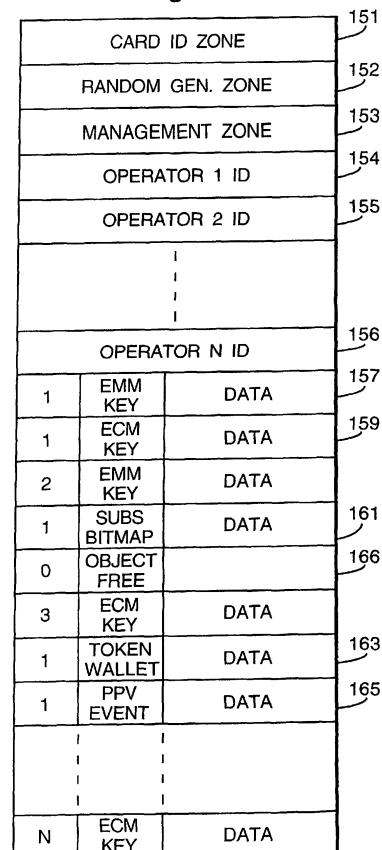 151
CARD ID ZONE
152
RANDOM GEN. ZONE
153
MANAGEMENT ZONE
154
OPERATOR 1 ID
155
OPERATOR 2 ID
156
OPERATOR N ID
157
1 EMM KEY DATA
159
1 ECM KEY DATA
2 EMM KEY DATA
161
1 SUBS BITMAP DATA
166
0 OBJECT FREE
3 ECM KEY DATA
163
1 TOKEN WALLET DATA
165
1 PPV EVENT DATA
N ECM KEY DATA